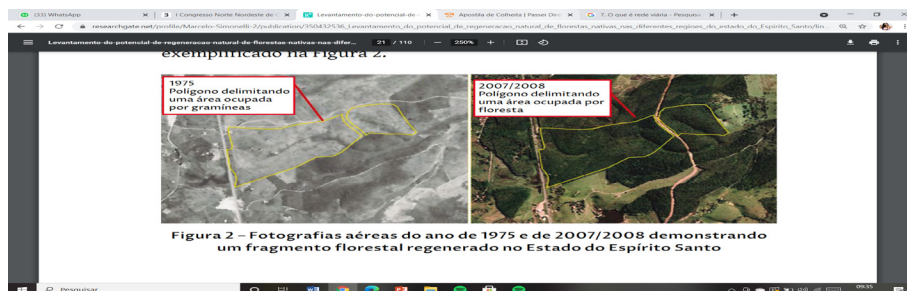 (33) WhatsApp
I Congresso Norte Nordeste de C
Levantamento-do-potencial-de-
Apostila de Colheita | Passei Dire
7. O que é rede viária - Pesquis
researchgate.net/profile/Marcelo-Simonelli-2/publication/350432856_Levantamento_do_potencial_de_regeneracao_natural_de_florestas_nativas_nas_diferentes_regioes_do_estado_do_Espirito_Santo/lin...
Levantamento-do-potencial-de-regeneracao-natural-de-florestas-nativas-nas-difer...
21 / 110
250%
exemplificado na Figura 2.
1975
Polígono delimitando
uma área ocupada
por gramíneas
2007/2008
Polígono delimitando
uma área ocupada por
floresta
Figura 2 – Fotografias aéreas do ano de 1975 e de 2007/2008 demonstrando
um fragmento florestal regenerado no Estado do Espírito Santo
Pesquisar
09:35